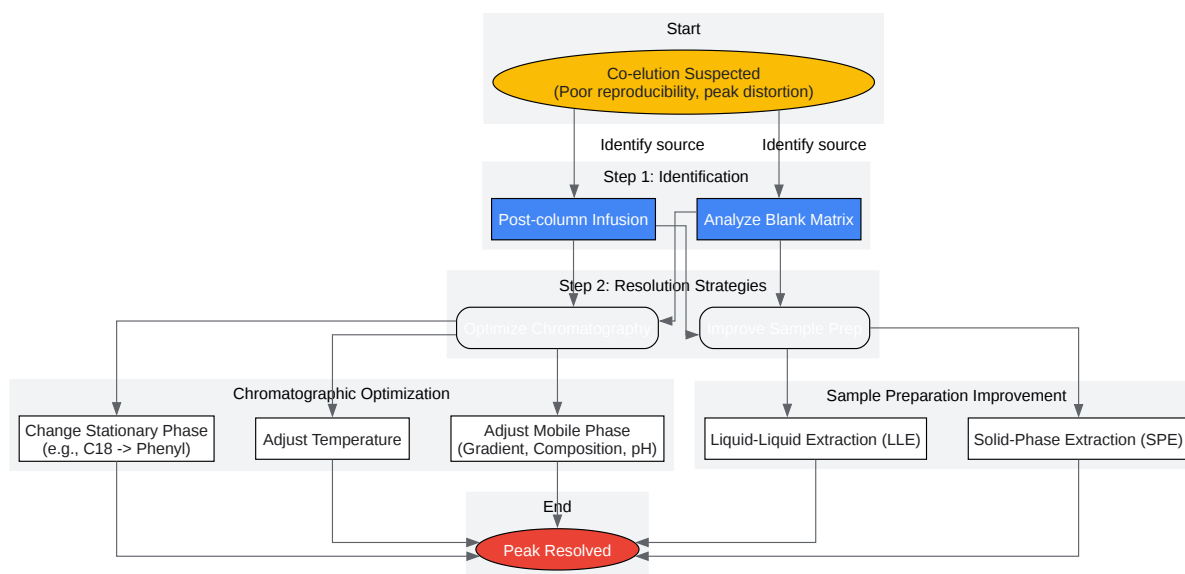 Start
Co-elution Suspected
(Poor reproducibility, peak distortion)
Identify source
Identify source
Step 1: Identification
Post-column Infusion
Analyze Blank Matrix
Step 2: Resolution Strategies
Optimize Chromatography
Improve Sample Prep
Chromatographic Optimization
Sample Preparation Improvement
Change Stationary Phase
(e.g., C18 -> Phenyl)
Adjust Temperature
Adjust Mobile Phase
(Gradient, Composition, pH)
Liquid-Liquid Extraction (LLE)
Solid-Phase Extraction (SPE)
End
Peak Resolved